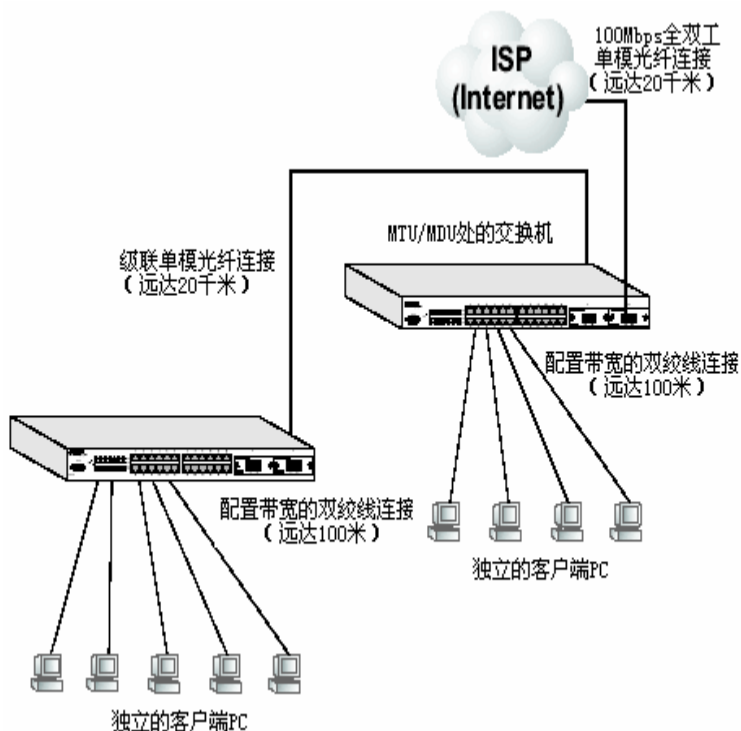 100Mbps全双工
单模光纤连接
(远达20千米)
ISP
(Internet)
MTU/MDU处的交换机
级联单模光纤连接
(远达20千米)
配置带宽的双绞线连接
(远达100米)
配置带宽的双绞线连接
(远达100米)
独立的客户端PC
独立的客户端PC